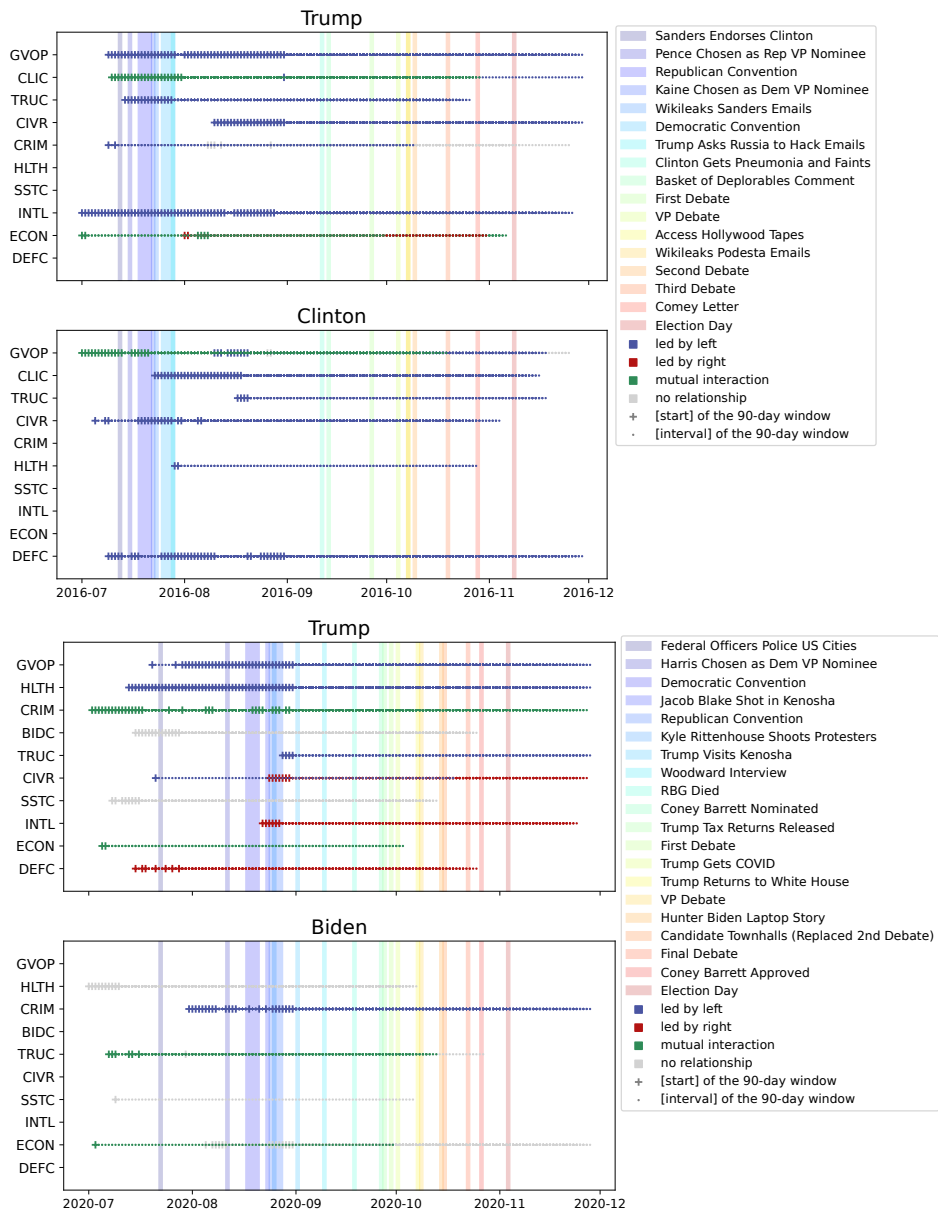 Trump
GVOP
CLIC
TRUC
CIVR
CRIM
HLTH
SSTC
INTL
ECON
DEFC
Clinton
GVOP
CLIC
TRUC
CIVR
CRIM
HLTH
SSTC
INTL
ECON
DEFC
2016-07 2016-08 2016-09 2016-10 2016-11 2016-12
Sanders Endorses Clinton
Pence Chosen as Rep VP Nominee
Republican Convention
Kaine Chosen as Dem VP Nominee
Wikileaks Sanders Emails
Democratic Convention
Trump Asks Russia to Hack Emails
Clinton Gets Pneumonia and Faints
Basket of Deplorables Comment
First Debate
VP Debate
Access Hollywood Tapes
Wikileaks Podesta Emails
Second Debate
Third Debate
Comey Letter
Election Day
led by left
led by right
mutual interaction
no relationship
[start] of the 90-day window
[interval] of the 90-day window
Trump
GVOP
HLTH
CRIM
BIDC
TRUC
CIVR
SSTC
INTL
ECON
DEFC
Biden
GVOP
HLTH
CRIM
BIDC
TRUC
CIVR
SSTC
INTL
ECON
DEFC
2020-07 2020-08 2020-09 2020-10 2020-11 2020-12
Federal Officers Police US Cities
Harris Chosen as Dem VP Nominee
Democratic Convention
Jacob Blake Shot in Kenosha
Republican Convention
Kyle Rittenhouse Shoots Protesters
Trump Visits Kenosha
Woodward Interview
RBG Died
Coney Barrett Nominated
Trump Tax Returns Released
First Debate
Trump Gets COVID
Trump Returns to White House
VP Debate
Hunter Biden Laptop Story
Candidate Townhalls (Replaced 2nd Debate)
Final Debate
Coney Barrett Approved
Election Day
led by left
led by right
mutual interaction
no relationship
[start] of the 90-day window
[interval] of the 90-day window